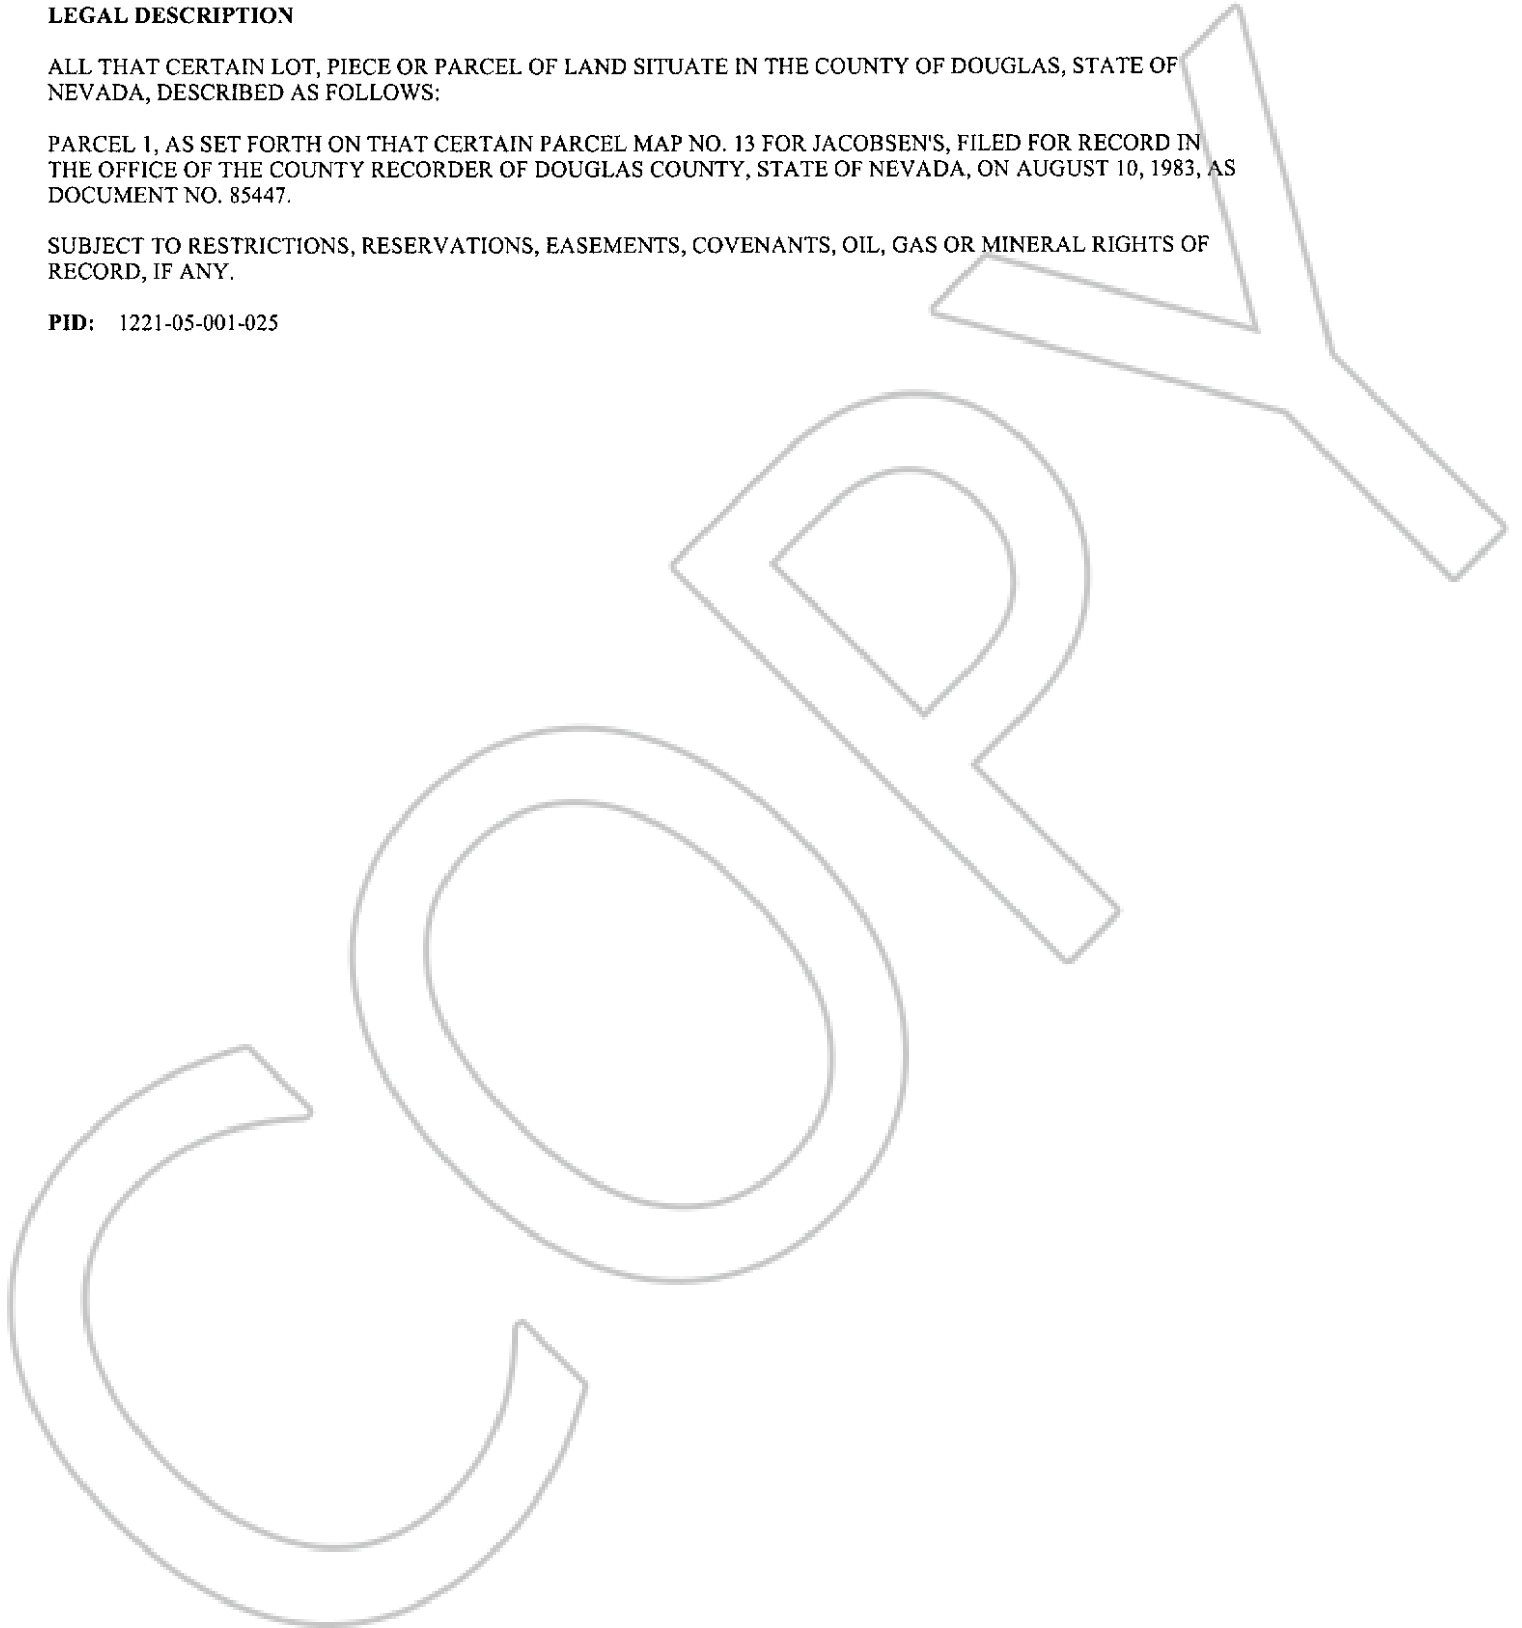 LEGAL DESCRIPTION
ALL THAT CERTAIN LOT, PIECE OR PARCEL OF LAND SITUATE IN THE COUNTY OF DOUGLAS, STATE OF
NEVADA, DESCRIBED AS FOLLOWS:
PARCEL 1, AS SET FORTH ON THAT CERTAIN PARCEL MAP NO. 13 FOR JACOBSEN'S, FILED FOR RECORD IN
THE OFFICE OF THE COUNTY RECORDER OF DOUGLAS COUNTY, STATE OF NEVADA, ON AUGUST 10, 1983, AS
DOCUMENT NO. 85447.
SUBJECT TO RESTRICTIONS, RESERVATIONS, EASEMENTS, COVENANTS, OIL, GAS OR MINERAL RIGHTS OF
RECORD, IF ANY.
PID: 1221-05-001-025
COPY